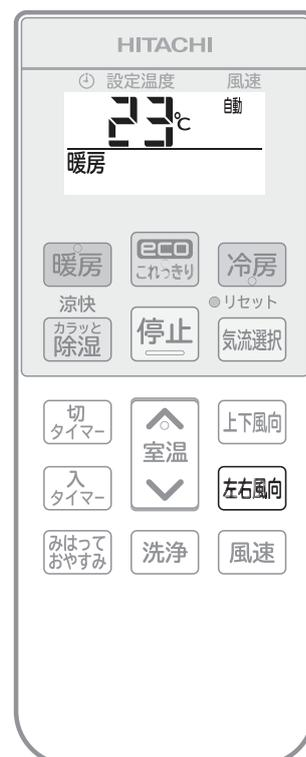 HITACHI
設定温度 風速
23℃ 自動
暖房
暖房 eco これっきり 冷房
涼快 リセット
カラッと除湿 停止 気流選択
切タイマー 室温 上下風向
入タイマー 左右風向
みはっておやすみ 洗浄 風速